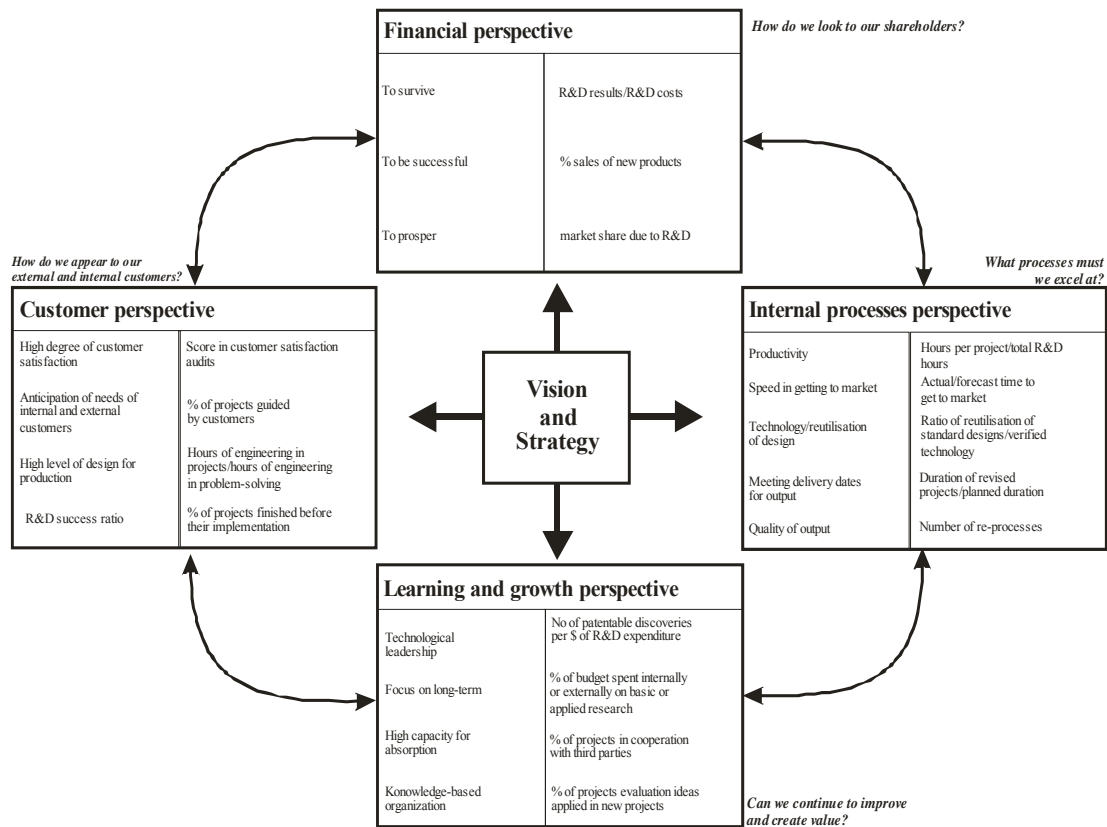 Financial perspective
How do we look to our shareholders?
To survive
R&D results/R&D costs
To be successful
% sales of new products
To prosper
market share due to R&D
How do we appear to our
external and internal customers?
Customer perspective
High degree of customer
satisfaction
Score in customer satisfaction
audits
Anticipation of needs of
internal and external
customers
% of projects guided
by customers
High level of design for
production
Hours of engineering in
projects/hours of engineering
in problem-solving
R&D success ratio
% of projects finished before
their implementation
Vision
and
Strategy
What processes must
we excel at?
Internal processes perspective
Productivity
Hours per project/total R&D
hours
Speed in getting to market
Actual/forecast time to
get to market
Technology/reutilisation
of design
Ratio of reutilisation of
standard designs/verified
technology
Meeting delivery dates
for output
Duration of revised
projects/planned duration
Quality of output
Number of re-processes
Learning and growth perspective
Technological
leadership
No of patentable discoveries
per $ of R&D expenditure
Focus on long-term
% of budget spent internally
or externally on basic or
applied research
High capacity for
absorption
% of projects in cooperation
with third parties
Konowledge-based
organization
% of projects evaluation ideas
applied in new projects
Can we continue to improve
and create value?